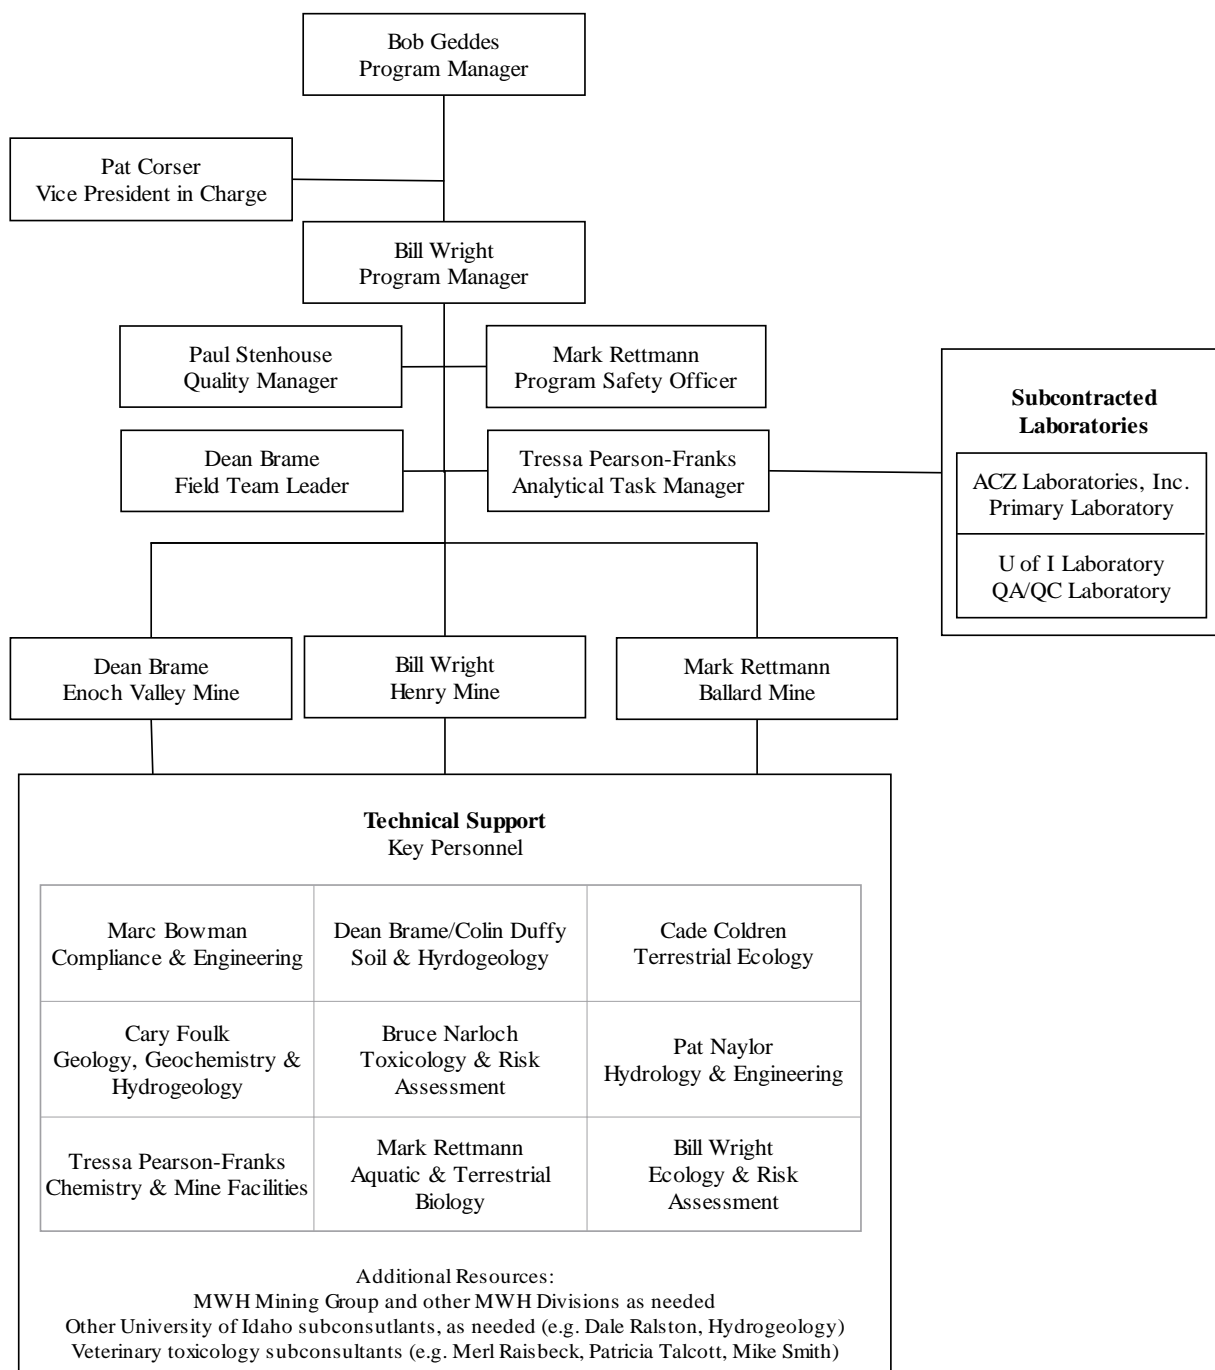 Bob Geddes
Program Manager
Pat Corser
Vice President in Charge
Bill Wright
Program Manager
Paul Stenhouse
Quality Manager
Mark Rettmann
Program Safety Officer
Dean Brame
Field Team Leader
Tressa Pearson-Franks
Analytical Task Manager
Subcontracted
Laboratories
ACZ Laboratories, Inc.
Primary Laboratory
U of I Laboratory
QA/QC Laboratory
Dean Brame
Enoch Valley Mine
Bill Wright
Henry Mine
Mark Rettmann
Ballard Mine
Technical Support
Key Personnel
Marc Bowman
Compliance & Engineering
Dean Brame/Colin Duffy
Soil & Hyrdogeology
Cade Coldren
Terrestrial Ecology
Cary Foulk
Geology, Geochemistry &
Hydrogeology
Bruce Narloch
Toxicology & Risk
Assessment
Pat Naylor
Hydrology & Engineering
Tressa Pearson-Franks
Chemistry & Mine Facilities
Mark Rettmann
Aquatic & Terrestrial
Biology
Bill Wright
Ecology & Risk
Assessment
Additional Resources:
MWH Mining Group and other MWH Divisions as needed
Other University of Idaho subconsutlants, as needed (e.g. Dale Ralston, Hydrogeology)
Veterinary toxicology subconsultants (e.g. Merl Raisbeck, Patricia Talcott, Mike Smith)